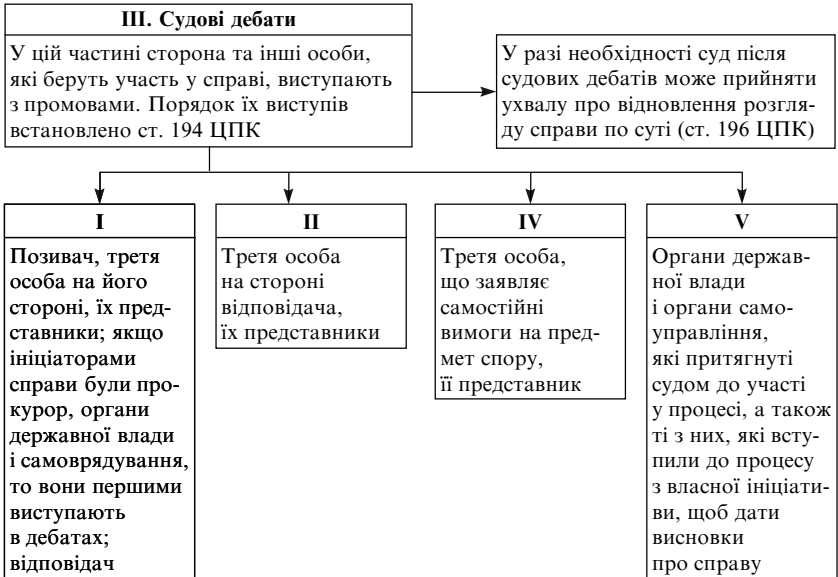 III. Судові дебати
У цій частині сторона та інші особи,
які беруть участь у справі, виступають
з промовами. Порядок їх виступів
встановлено ст. 194 ЦПК
У разі необхідності суд після
судових дебатів може прийняти
ухвалу про відновлення розгля-
ду справи по суті (ст. 196 ЦПК)
I
Позивач, третя
особа на його
стороні, їх пред-
ставники; якщо
ініціаторами
справи були про-
курор, органи
державної влади
і самоврядування,
то вони першими
виступають
в дебатах;
відповідач
II
Третя особа
на стороні
відповідача,
їх представники
IV
Третя особа,
що заявляє
самостійні
вимоги на пред-
мет спору,
її представник
V
Органи держав-
ної влади
і органи само-
управління,
які притягнуті
судом до участі
у процесі, а також
ті з них, які всту-
пили до процесу
з власної ініціати-
ви, щоб дати
висновки
про справу